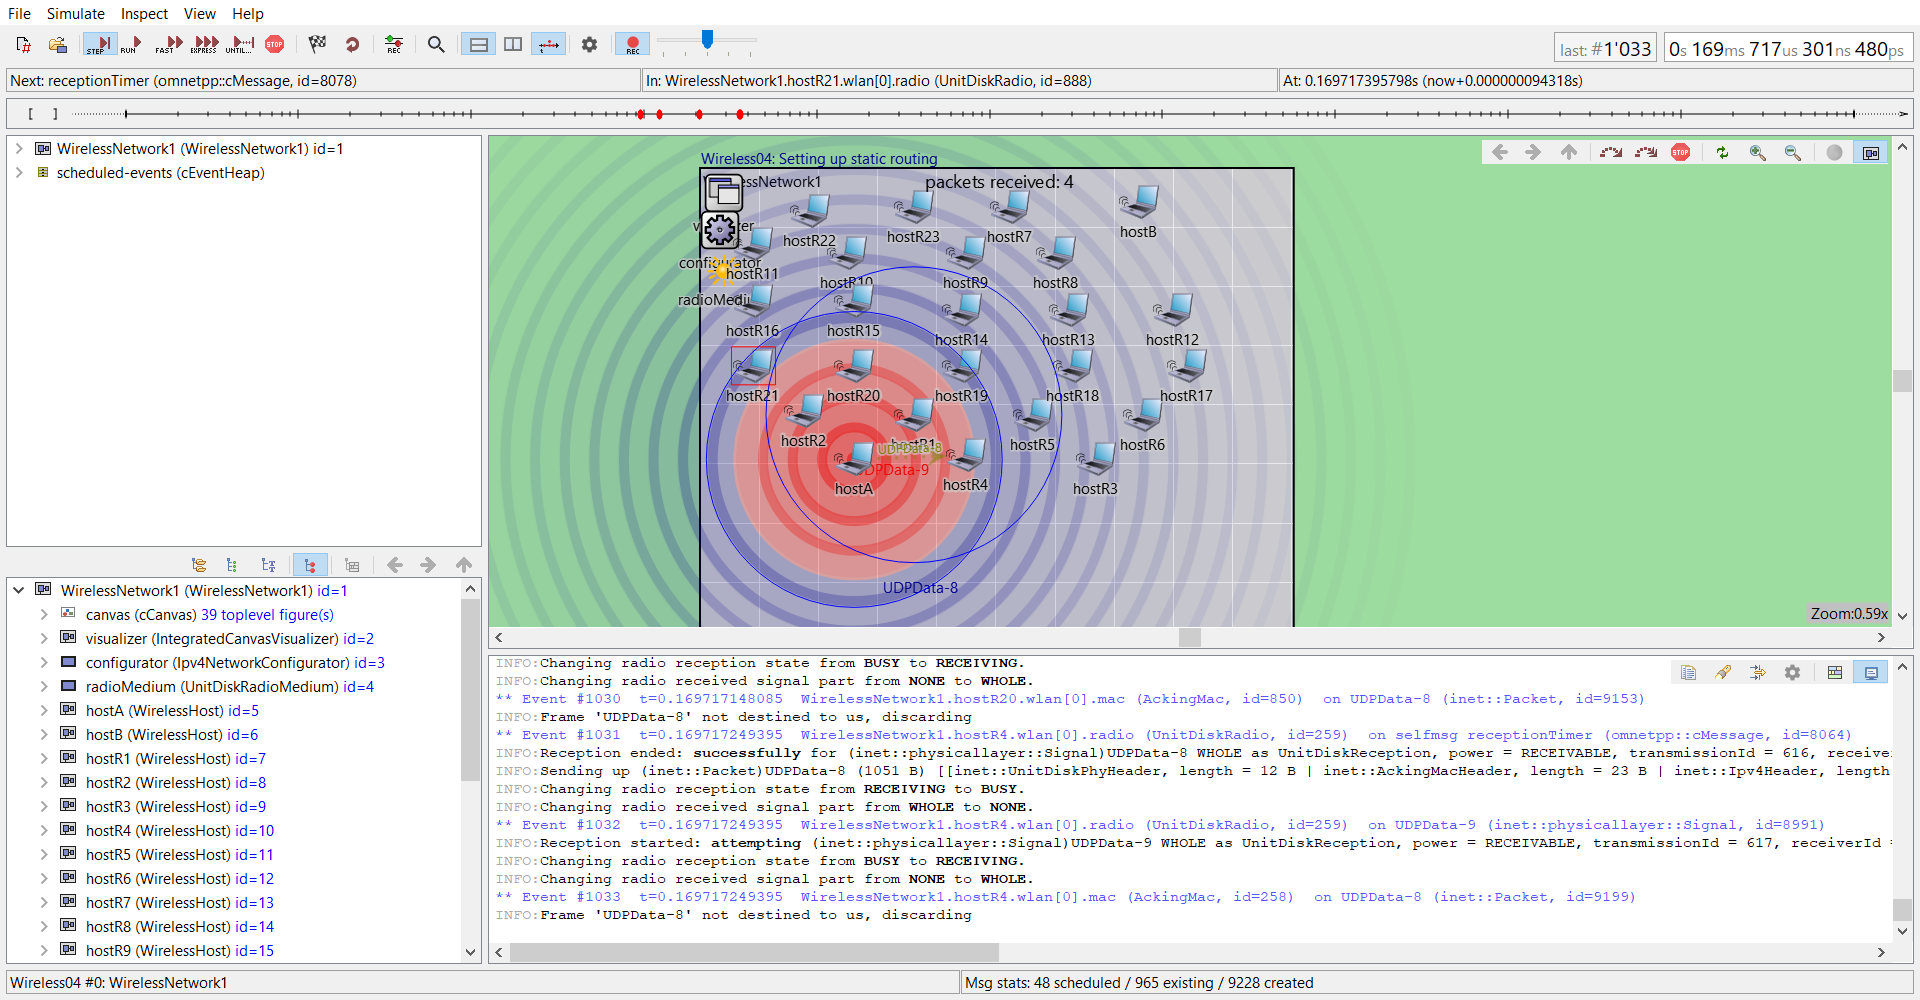 File Simulate Inspect View Help
STEP RUN FAST EXPRESS UNTIL... STOP REC REC
last: #1'033 0s 169ms 717us 301ns 480ps
Next: receptionTimer (omnetpp::cMessage, id=8078) In: WirelessNetwork1.hostR21.wlan[0].radio (UnitDiskRadio, id=888) At: 0.169717395798s (now+0.000000094318s)
[ ]
WirelessNetwork1 (WirelessNetwork1) id=1
scheduled-events (cEventHeap)
WirelessNetwork1 (WirelessNetwork1) id=1
canvas (cCanvas) 39 toplevel figure(s)
visualizer (IntegratedCanvasVisualizer) id=2
configurator (Ipv4NetworkConfigurator) id=3
radioMedium (UnitDiskRadioMedium) id=4
hostA (WirelessHost) id=5
hostB (WirelessHost) id=6
hostR1 (WirelessHost) id=7
hostR2 (WirelessHost) id=8
hostR3 (WirelessHost) id=9
hostR4 (WirelessHost) id=10
hostR5 (WirelessHost) id=11
hostR6 (WirelessHost) id=12
hostR7 (WirelessHost) id=13
hostR8 (WirelessHost) id=14
hostR9 (WirelessHost) id=15
Wireless04: Setting up static routing
STOP
packets received: 4
hostR22 hostR23 hostR7 hostB
configurator
hostR11 hostR10 hostR9 hostR8
hostR16 hostR15 hostR14 hostR13 hostR12
hostR21 hostR20 hostR19 hostR18 hostR17
hostR2 hostR1 hostR5 hostR6
UDPData-8
hostA hostR4 hostR3
UDPData-8
Zoom:0.59x
INFO:Changing radio reception state from BUSY to RECEIVING.
INFO:Changing radio received signal part from NONE to WHOLE.
** Event #1030 t=0.169717148085 WirelessNetwork1.hostR20.wlan[0].mac (AckingMac, id=850) on UDPData-8 (inet::Packet, id=9153)
INFO:Frame 'UDPData-8' not destined to us, discarding
** Event #1031 t=0.169717249395 WirelessNetwork1.hostR4.wlan[0].radio (UnitDiskRadio, id=259) on selfmsg receptionTimer (omnetpp::cMessage, id=8064)
INFO:Reception ended: successfully for (inet::physicallayer::Signal)UDPData-8 WHOLE as UnitDiskReception, power = RECEIVABLE, transmissionId = 616, receive
INFO:Sending up (inet::Packet)UDPData-8 (1051 B) [[inet::UnitDiskPhyHeader, length = 12 B | inet::AckingMacHeader, length = 23 B | inet::Ipv4Header, length
INFO:Changing radio reception state from RECEIVING to BUSY.
INFO:Changing radio received signal part from WHOLE to NONE.
** Event #1032 t=0.169717249395 WirelessNetwork1.hostR4.wlan[0].radio (UnitDiskRadio, id=259) on UDPData-9 (inet::physicallayer::Signal, id=8991)
INFO:Reception started: attempting (inet::physicallayer::Signal)UDPData-9 WHOLE as UnitDiskReception, power = RECEIVABLE, transmissionId = 617, receiverId =
INFO:Changing radio reception state from BUSY to RECEIVING.
INFO:Changing radio received signal part from NONE to WHOLE.
** Event #1033 t=0.169717249395 WirelessNetwork1.hostR4.wlan[0].mac (AckingMac, id=258) on UDPData-8 (inet::Packet, id=9199)
INFO:Frame 'UDPData-8' not destined to us, discarding
Wireless04 #0: WirelessNetwork1 Msg stats: 48 scheduled / 965 existing / 9228 created